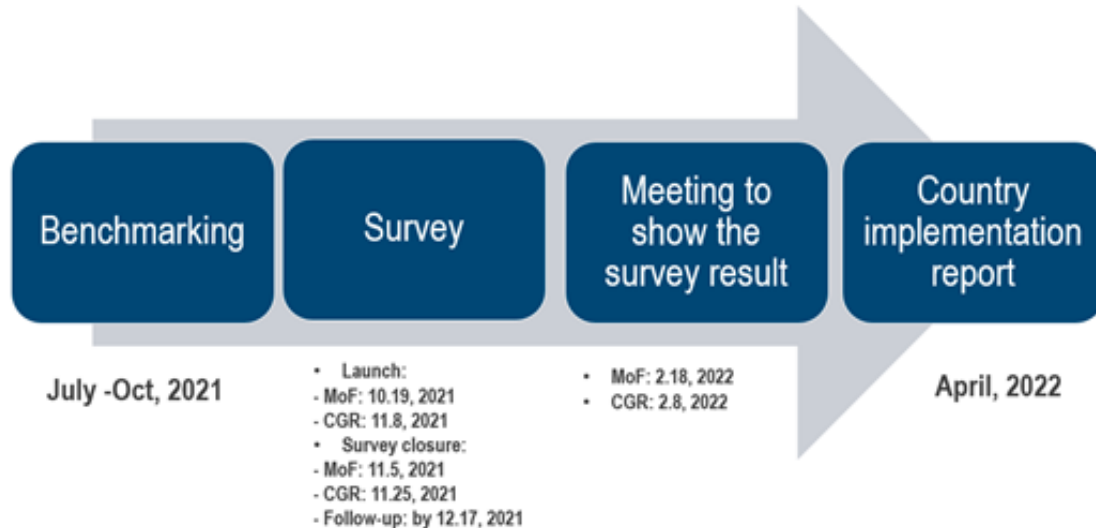 Benchmarking
Survey
Meeting to
show the
survey result
Country
implementation
report
July -Oct, 2021
• Launch:
- MoF: 10.19, 2021
- CGR: 11.8, 2021
• Survey closure:
- MoF: 11.5, 2021
- CGR: 11.25, 2021
- Follow-up: by 12.17, 2021
• MoF: 2.18, 2022
• CGR: 2.8, 2022
April, 2022